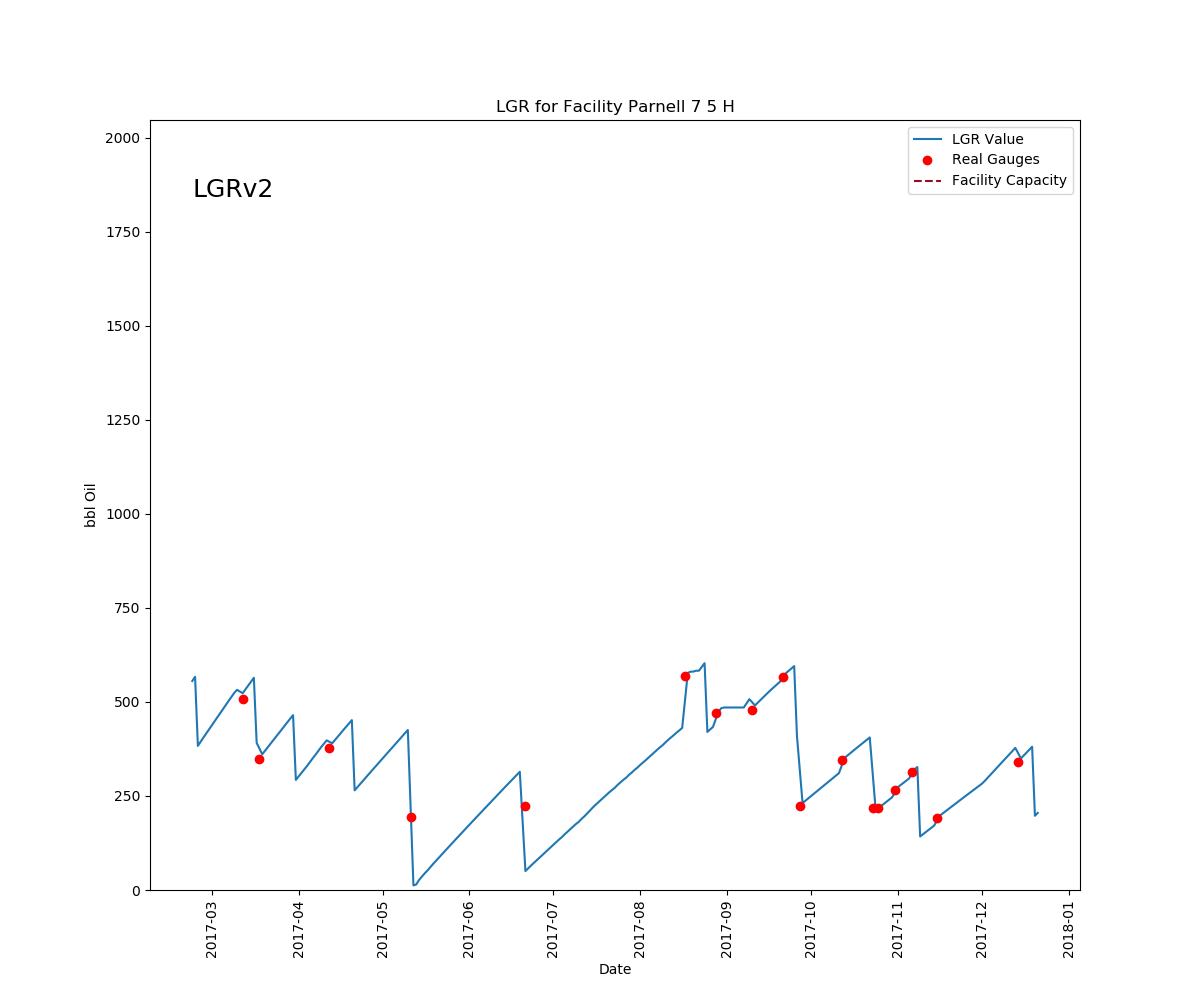 LGR for Facility Parnell 7 5 H
LGRv2
LGR Value
Real Gauges
Facility Capacity
bbl Oil
2000
1750
1500
1250
1000
750
500
250
0
2017-03
2017-04
2017-05
2017-06
2017-07
2017-08
2017-09
2017-10
2017-11
2017-12
2018-01
Date